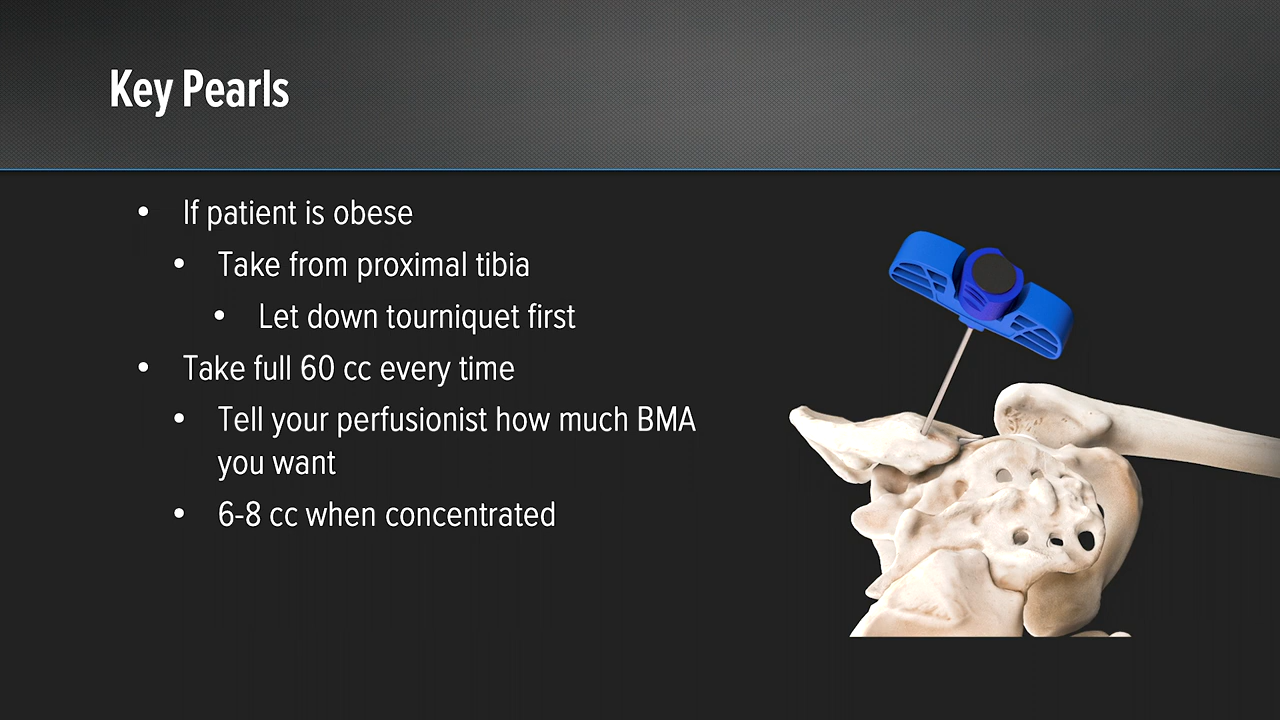 Key Pearls
• If patient is obese
• Take from proximal tibia
• Let down tourniquet first
• Take full 60 cc every time
• Tell your perfusionist how much BMA
you want
• 6-8 cc when concentrated